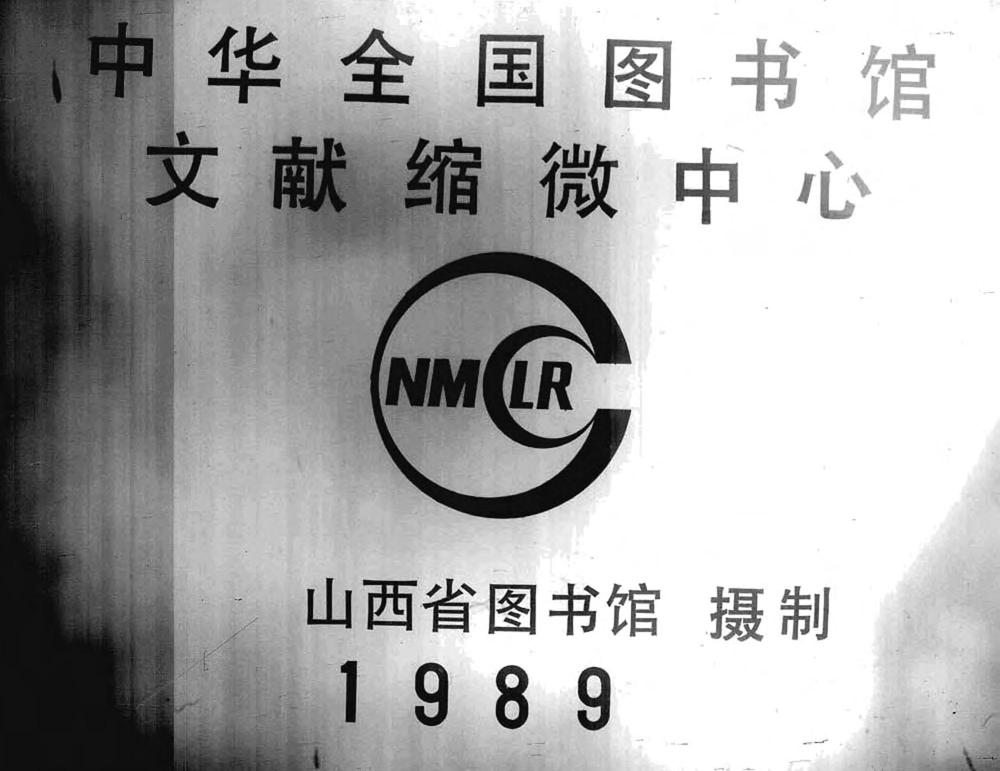 中华全国图书馆
文献缩微中心
NMCLR
山西省图书馆 摄制
1989